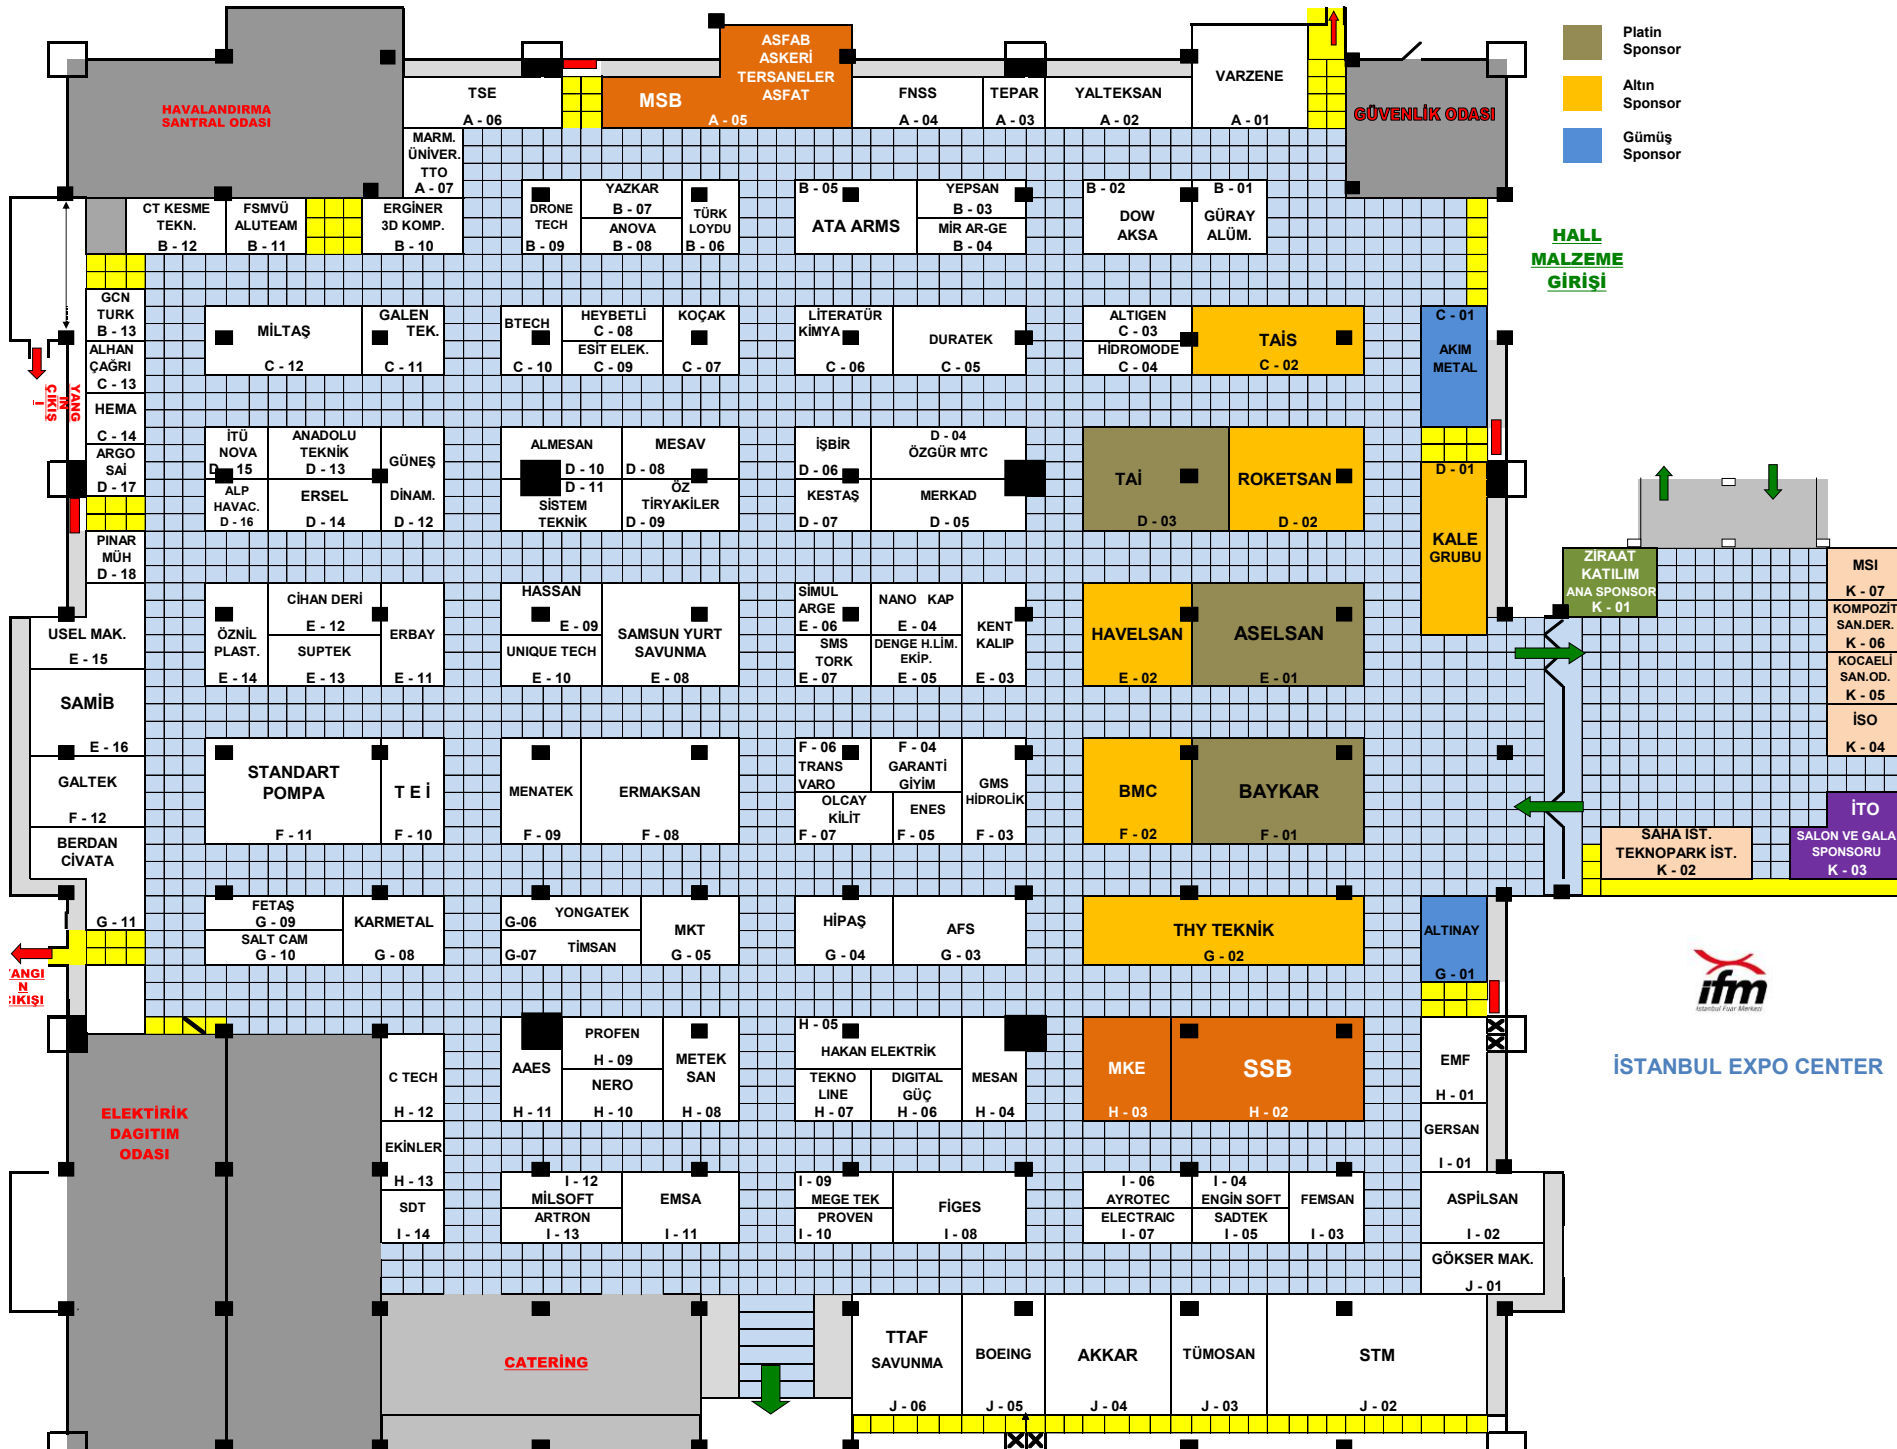 Platin
Sponsor
Altın
Sponsor
Gümüş
Sponsor
HAVALANDIRMA
SANTRAL ODASI
TSE
A - 06
MSB
ASFAB
ASKERİ
TERSANELER
ASFAT
A - 05
FNSS
A - 04
TEPAR
A - 03
YALTEKSAN
A - 02
VARZENE
A - 01
GÜVENLİK ODASI
MARM.
ÜNİVER.
TTO
A - 07
CT KESME
TEKN.
B - 12
FSMVÜ
ALUTEAM
B - 11
ERGİNER
3D KOMP.
B - 10
DRONE
TECH
B - 09
YAZKAR
B - 07
ANOVA
B - 08
TÜRK
LOYDU
B - 06
B - 05
ATA ARMS
YEPSAN
B - 03
MİR AR-GE
B - 04
B - 02
DOW
AKSA
B - 01
GÜRAY
ALÜM.
HALL
MALZEME
GİRİŞİ
GCN
TURK
B - 13
ALHAN
ÇAĞRI
C - 13
HEMA
C - 14
ARGO
SAİ
D - 17
PINAR
MÜH
D - 18
YANG
IN
ÇIKIŞ
I
MİLTAŞ
C - 12
GALEN
TEK.
C - 11
BTECH
C - 10
HEYBETLİ
C - 08
ESİT ELEK.
C - 09
KOÇAK
C - 07
LİTERATÜR
KİMYA
C - 06
DURATEK
C - 05
ALTIGEN
C - 03
HİDROMODE
C - 04
TAİS
C - 02
C - 01
AKIM
METAL
İTÜ
NOVA
D - 15
ANADOLU
TEKNİK
D - 13
GÜNEŞ
DİNAM.
D - 12
ALP
HAVAC.
D - 16
ERSEL
D - 14
ALMESAN
D - 10
MESAV
D - 08
D - 11
SİSTEM
TEKNİK
ÖZ
TİRYAKİLER
D - 09
İŞBİR
D - 06
D - 04
ÖZGÜR MTC
KESTAŞ
D - 07
MERKAD
D - 05
TAİ
D - 03
ROKETSAN
D - 02
D - 01
KALE
GRUBU
ZİRAAT
KATILIM
ANA SPONSOR
K - 01
MSI
K - 07
KOMPOZİT
SAN.DER.
K - 06
KOCAELİ
SAN.OD.
K - 05
İSO
K - 04
İTO
SALON VE GALA
SPONSORU
K - 03
SAHA IST.
TEKNOPARK İST.
K - 02
USEL MAK.
E - 15
SAMİB
E - 16
GALTEK
F - 12
BERDAN
CİVATA
G - 11
ÖZNİL
PLAST.
E - 14
CİHAN DERİ
E - 12
SUPTEK
E - 13
ERBAY
E - 11
HASSAN
E - 09
UNIQUE TECH
E - 10
SAMSUN YURT
SAVUNMA
E - 08
SİMUL
ARGE
E - 06
NANO KAP
E - 04
SMS
TORK
E - 07
DENGE H.LİM.
EKİP.
E - 05
KENT
KALIP
E - 03
HAVELSAN
E - 02
ASELSAN
E - 01
STANDART
POMPA
F - 11
T E İ
F - 10
MENATEK
F - 09
ERMAKSAN
F - 08
F - 06
TRANS
VARO
F - 04
GARANTİ
GİYİM
OLCAY
KİLİT
F - 07
ENES
F - 05
GMS
HİDROLİK
F - 03
BMC
F - 02
BAYKAR
F - 01
FETAŞ
G - 09
SALT CAM
G - 10
KARMETAL
G - 08
G-06
YONGATEK
G-07
TİMSAN
MKT
G - 05
HİPAŞ
G - 04
AFS
G - 03
THY TEKNİK
G - 02
ALTINAY
G - 01
YANGI
N
ÇIKIŞI
ifm
İstanbul Fuar Merkezi
İSTANBUL EXPO CENTER
ELEKTİRİK
DAGITIM
ODASI
C TECH
H - 12
EKİNLER
H - 13
SDT
I - 14
AAES
H - 11
PROFEN
H - 09
NERO
H - 10
METEK
SAN
H - 08
H - 05
HAKAN ELEKTRİK
TEKNO
LINE
H - 07
DIGITAL
GÜÇ
H - 06
MESAN
H - 04
MKE
H - 03
SSB
H - 02
EMF
H - 01
GERSAN
I - 01
I - 12
MİLSOFT
ARTRON
I - 13
EMSA
I - 11
I - 09
MEGE TEK
PROVEN
I - 10
FİGES
I - 08
I - 06
AYROTEC
ELECTRAIC
I - 07
I - 04
ENGİN SOFT
SADTEK
I - 05
FEMSAN
I - 03
ASPİLSAN
I - 02
GÖKSER MAK.
J - 01
CATERİNG
TTAF
SAVUNMA
J - 06
BOEING
J - 05
AKKAR
J - 04
TÜMOSAN
J - 03
STM
J - 02